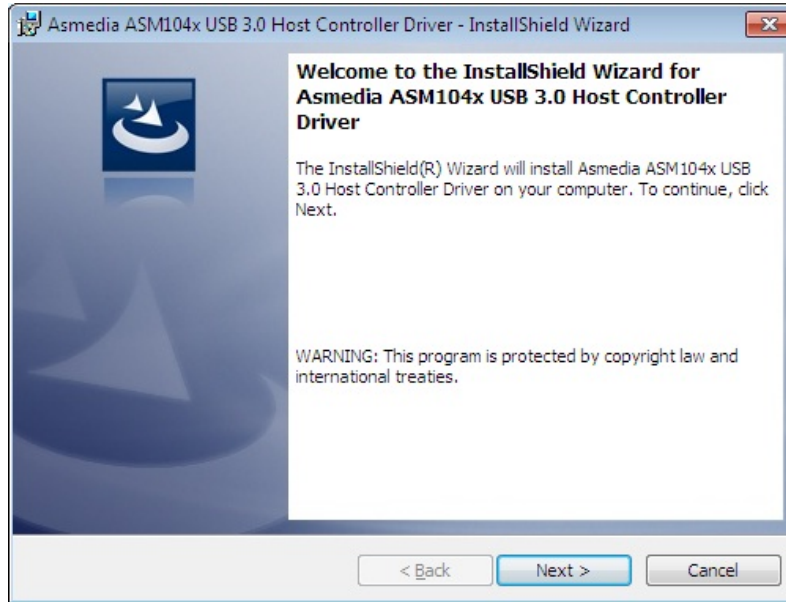 Asmedia ASM104x USB 3.0 Host Controller Driver - InstallShield Wizard
Welcome to the InstallShield Wizard for
Asmedia ASM104x USB 3.0 Host Controller
Driver
The InstallShield(R) Wizard will install Asmedia ASM104x USB
3.0 Host Controller Driver on your computer. To continue, click
Next.
WARNING: This program is protected by copyright law and
international treaties.
< Back
Next >
Cancel